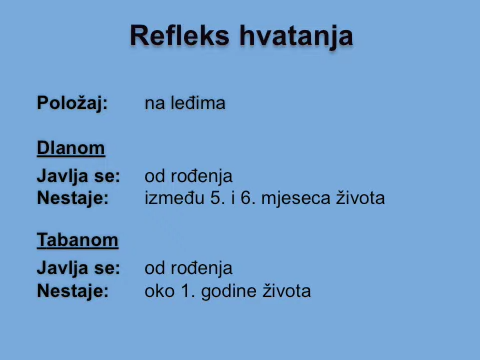 Refleks hvatanja
Položaj: na leđima
Dlanom
Javlja se: od rođenja
Nestaje: između 5. i 6. mjeseca života
Tabanom
Javlja se: od rođenja
Nestaje: oko 1. godine života